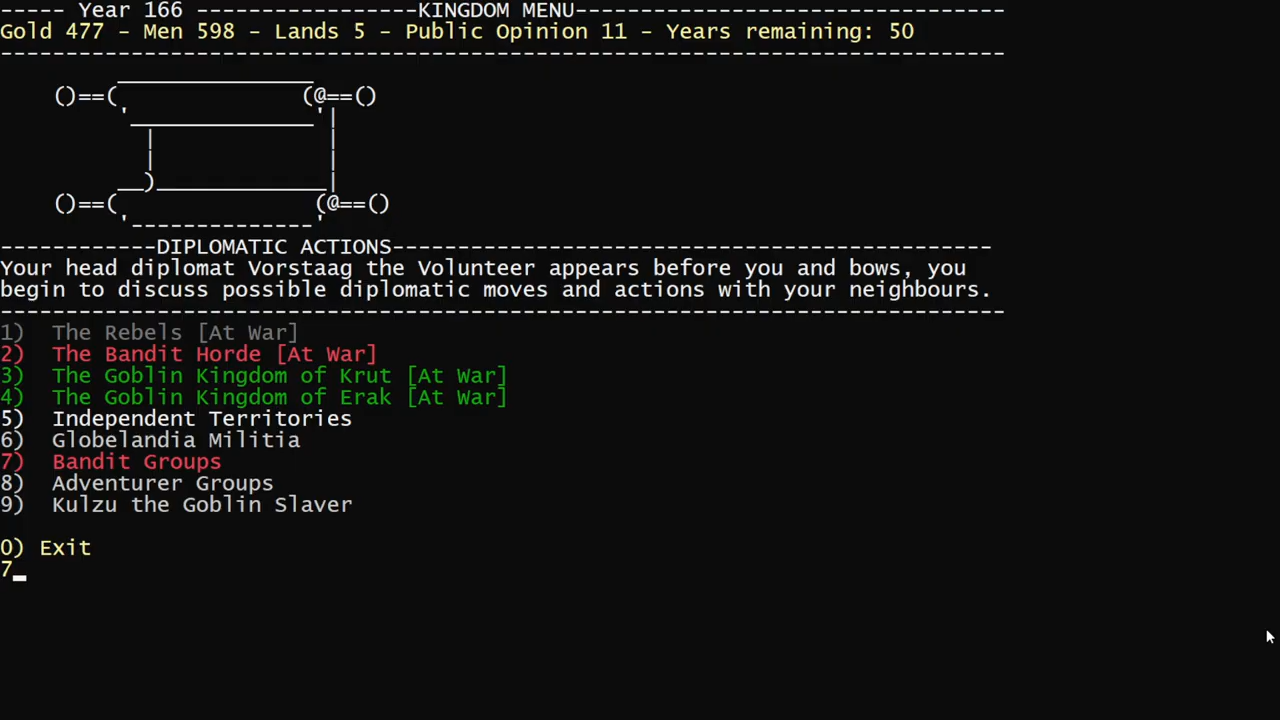 ----- Year 166 -----------------KINGDOM MENU---------------------------------
Gold 477 - Men 598 - Lands 5 - Public Opinion 11 - Years remaining: 50
-----------------------------------------------------------------------------
()==( (@==()
()==( (@==()
------------DIPLOMATIC ACTIONS----------------------------------------------
Your head diplomat Vorstaag the Volunteer appears before you and bows, you
begin to discuss possible diplomatic moves and actions with your neighbours.
-----------------------------------------------------------------------------
1) The Rebels [At War]
2) The Bandit Horde [At War]
3) The Goblin Kingdom of Krut [At War]
4) The Goblin Kingdom of Erak [At War]
5) Independent Territories
6) Globelandia Militia
7) Bandit Groups
8) Adventurer Groups
9) Kulzu the Goblin Slaver
0) Exit
7_